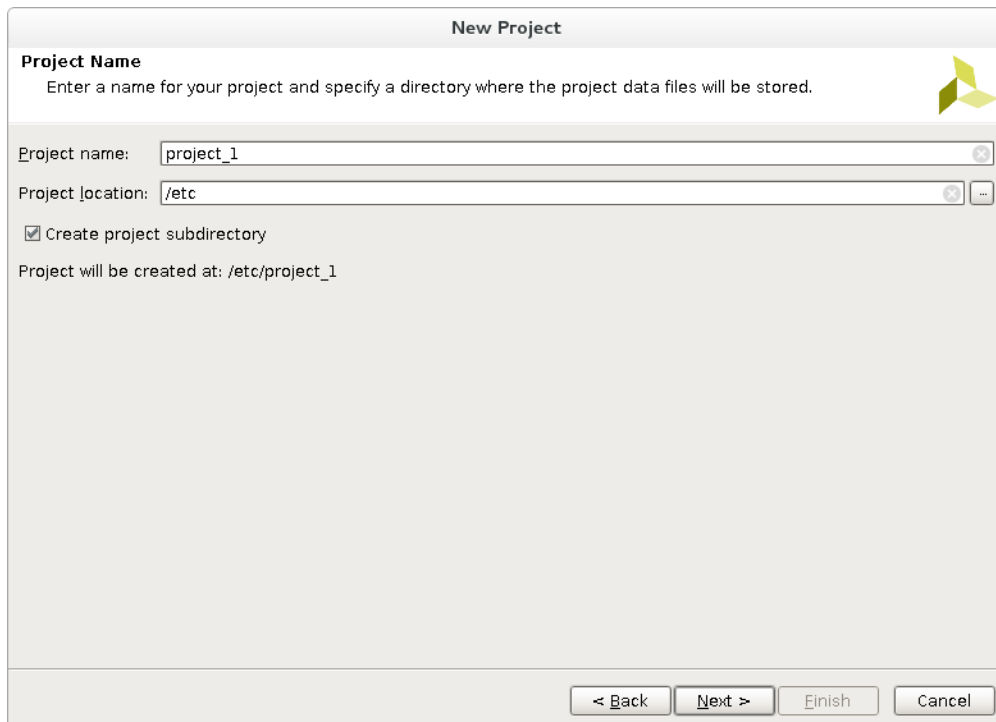 New Project
Project Name
Enter a name for your project and specify a directory where the project data files will be stored.
Project name: project_1
Project location: /etc ...
Create project subdirectory
Project will be created at: /etc/project_1
< Back Next > Finish Cancel